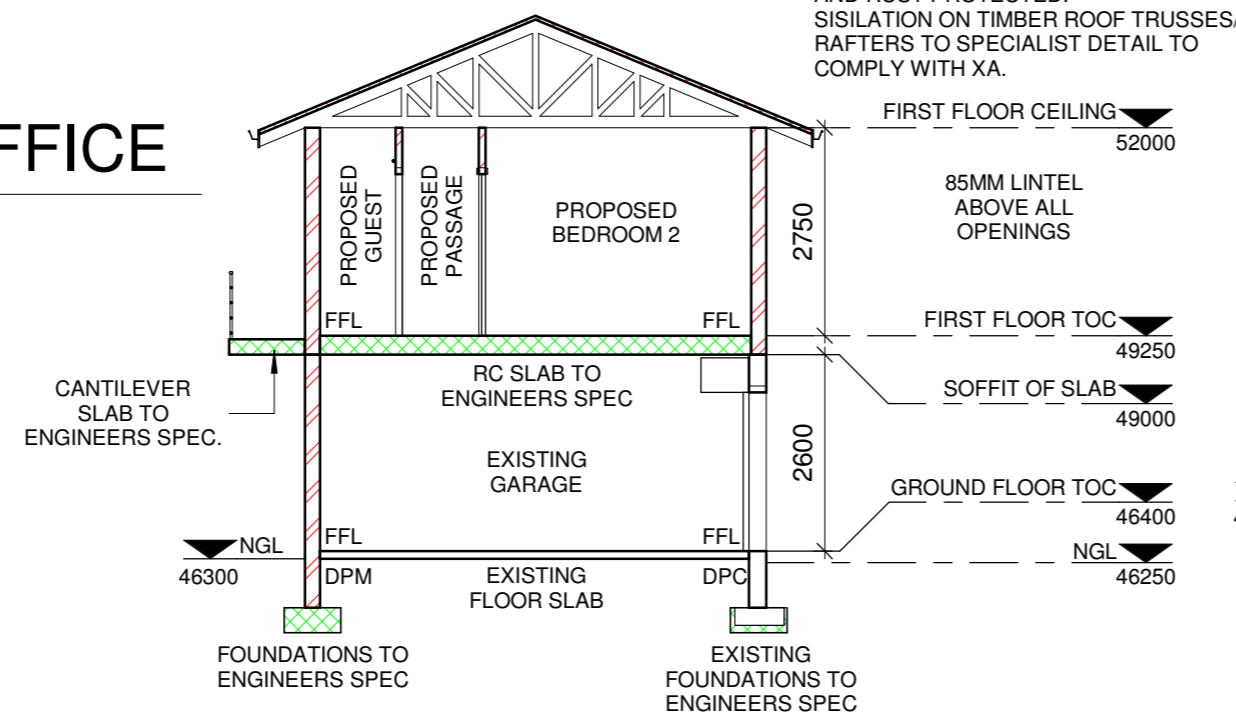 SISILATION ON TIMBER ROOF TRUSSES/
RAFTERS TO SPECIALIST DETAIL TO
COMPLY WITH XA.
FFICE
FIRST FLOOR CEILING
52000
85MM LINTEL
ABOVE ALL
OPENINGS
PROPOSED
GUEST
PROPOSED
PASSAGE
PROPOSED
BEDROOM 2
2750
FFL
FFL
FIRST FLOOR TOC
49250
CANTILEVER
SLAB TO
ENGINEERS SPEC.
RC SLAB TO
ENGINEERS SPEC
SOFFIT OF SLAB
49000
EXISTING
GARAGE
2600
GROUND FLOOR TOC
46400
NGL
46300
FFL
FFL
NGL
46250
DPM
EXISTING
FLOOR SLAB
DPC
FOUNDATIONS TO
ENGINEERS SPEC
EXISTING
FOUNDATIONS TO
ENGINEERS SPEC